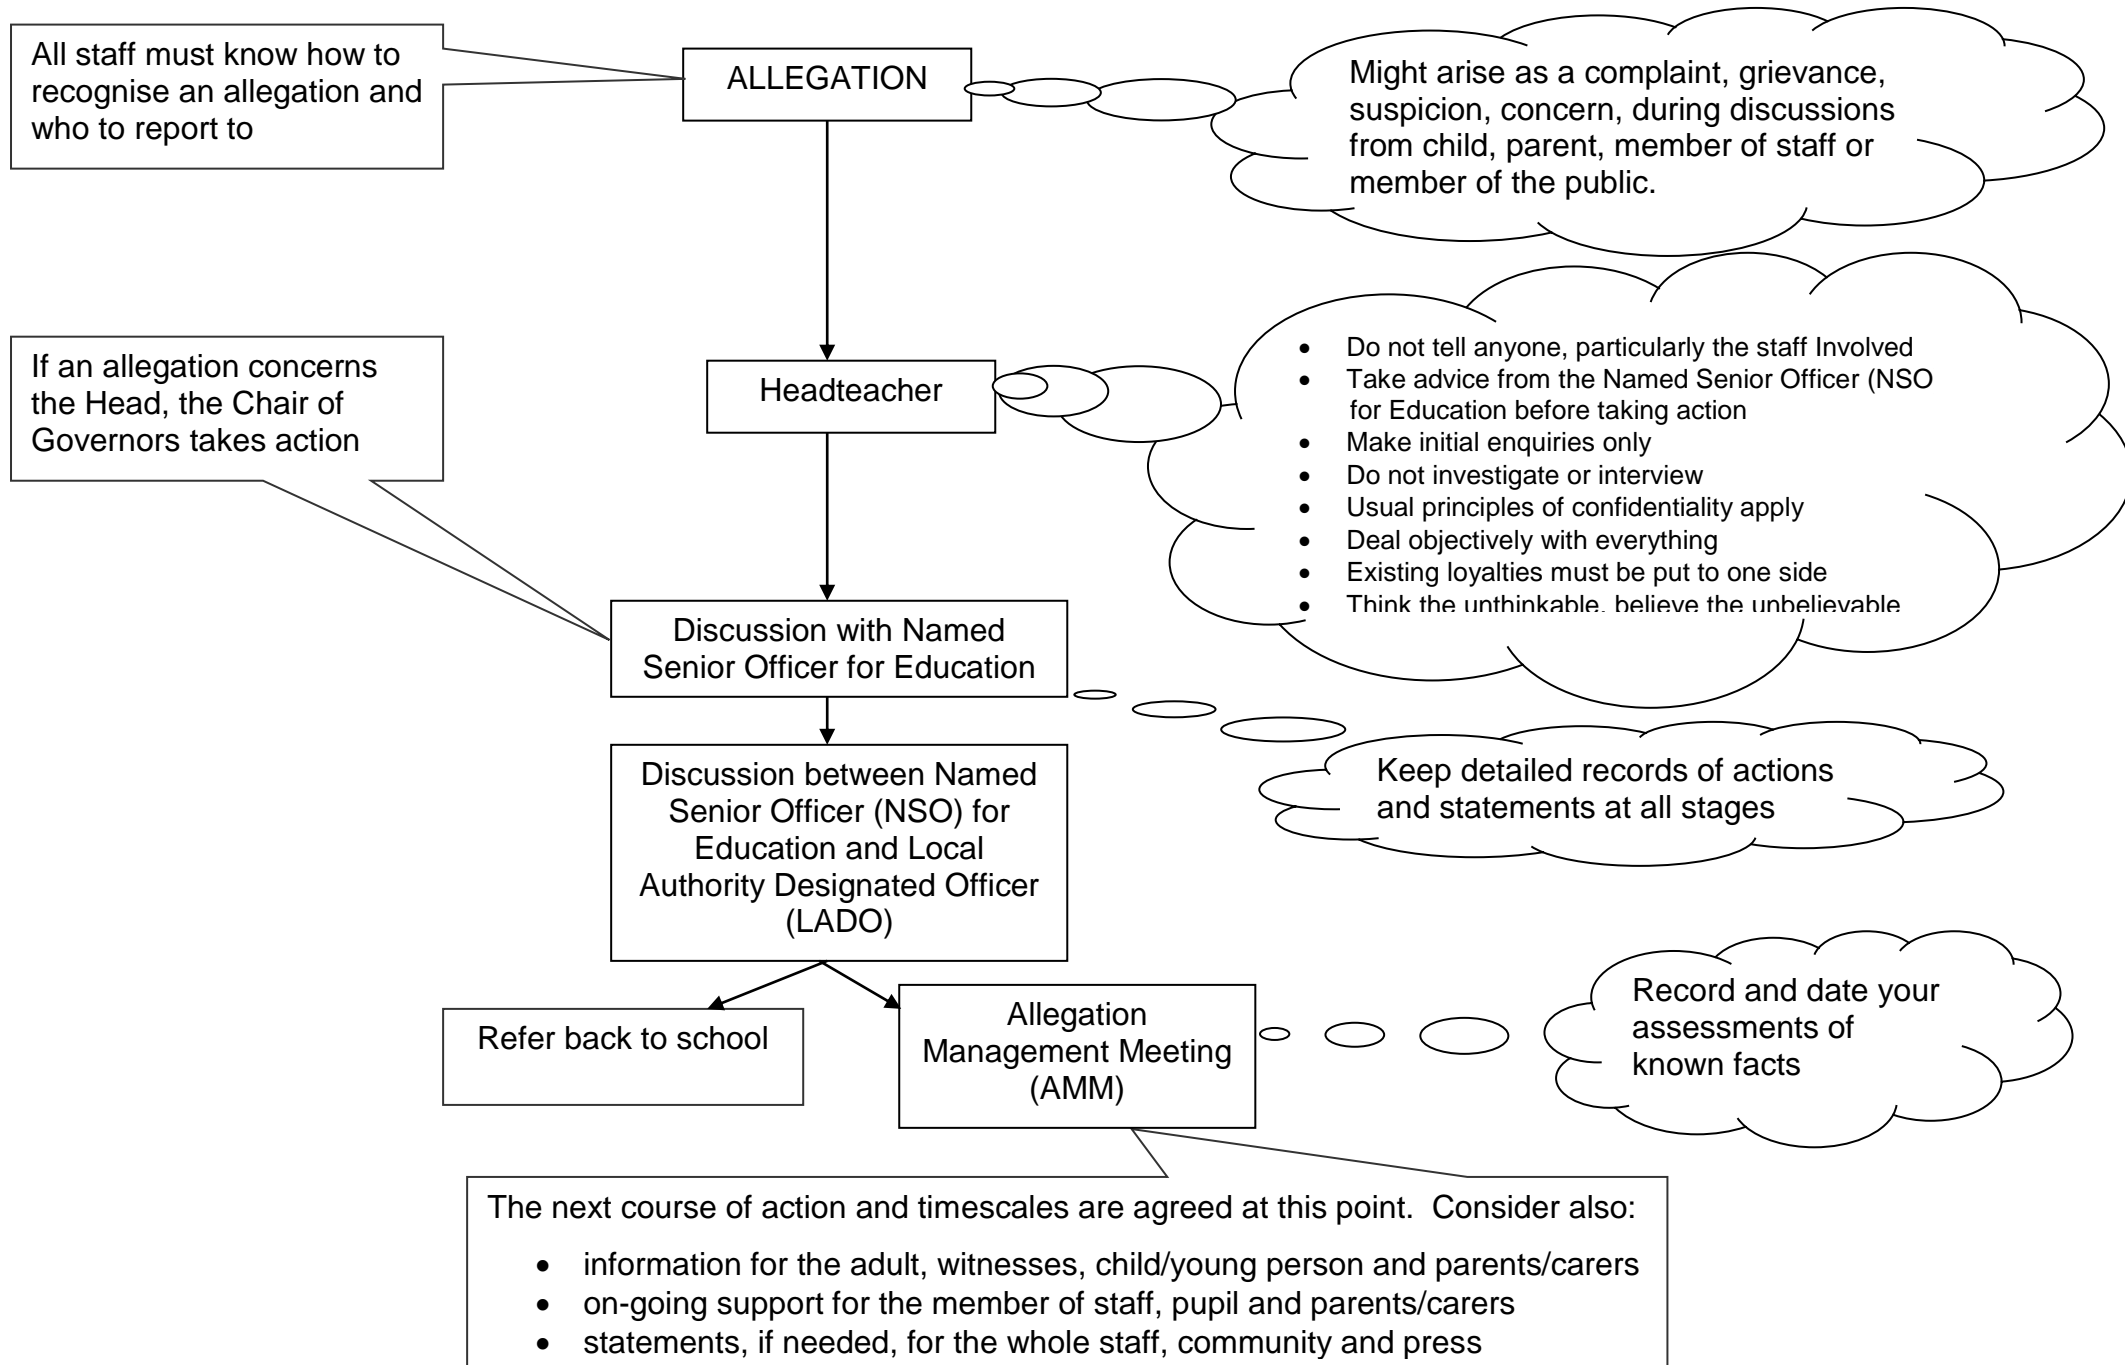 All staff must know how to
recognise an allegation and
who to report to
ALLEGATION
Might arise as a complaint, grievance,
suspicion, concern, during discussions
from child, parent, member of staff or
member of the public.
If an allegation concerns
the Head, the Chair of
Governors takes action
Headteacher
• Do not tell anyone, particularly the staff Involved
• Take advice from the Named Senior Officer (NSO
for Education before taking action
• Make initial enquiries only
• Do not investigate or interview
• Usual principles of confidentiality apply
• Deal objectively with everything
• Existing loyalties must be put to one side
• Think the unthinkable, believe the unbelievable
Discussion with Named
Senior Officer for Education
Keep detailed records of actions
and statements at all stages
Discussion between Named
Senior Officer (NSO) for
Education and Local
Authority Designated Officer
(LADO)
Refer back to school
Allegation
Management Meeting
(AMM)
Record and date your
assessments of
known facts
The next course of action and timescales are agreed at this point.  Consider also:
• information for the adult, witnesses, child/young person and parents/carers
• on-going support for the member of staff, pupil and parents/carers
• statements, if needed, for the whole staff, community and press